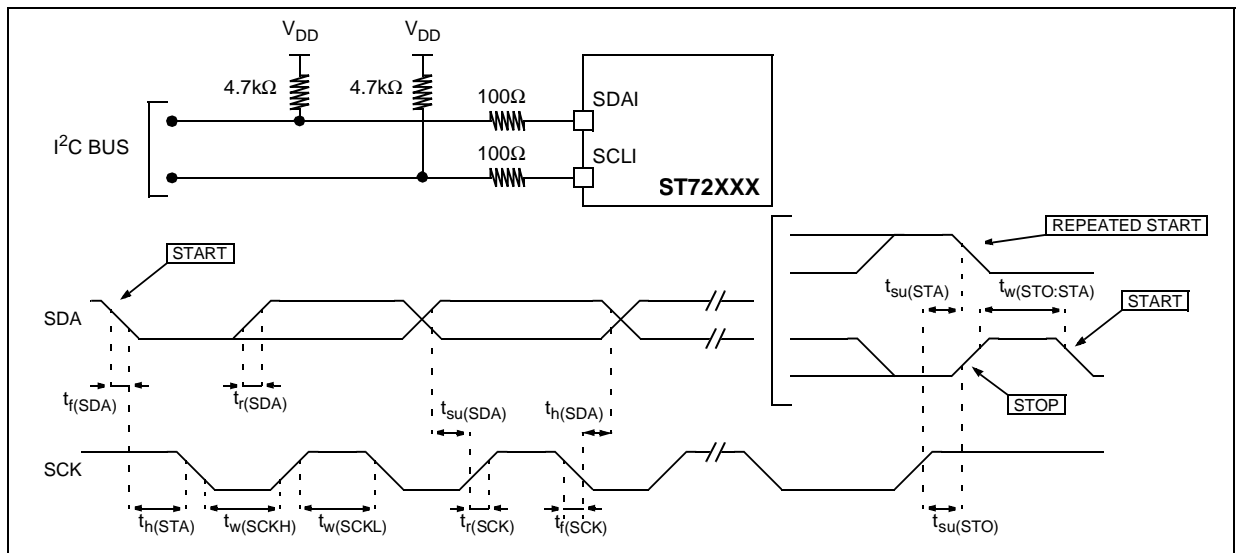 VDD VDD
4.7kΩ 4.7kΩ
100Ω
SDAI
I2C BUS
100Ω
SCLI
ST72XXX
REPEATED START
START
tsu(STA)
tw(STO:STA)
START
SDA
tf(SDA)
tr(SDA)
tsu(SDA)
th(SDA)
STOP
SCK
th(STA)
tw(SCKH)
tw(SCKL)
tr(SCK)
tf(SCK)
tsu(STO)